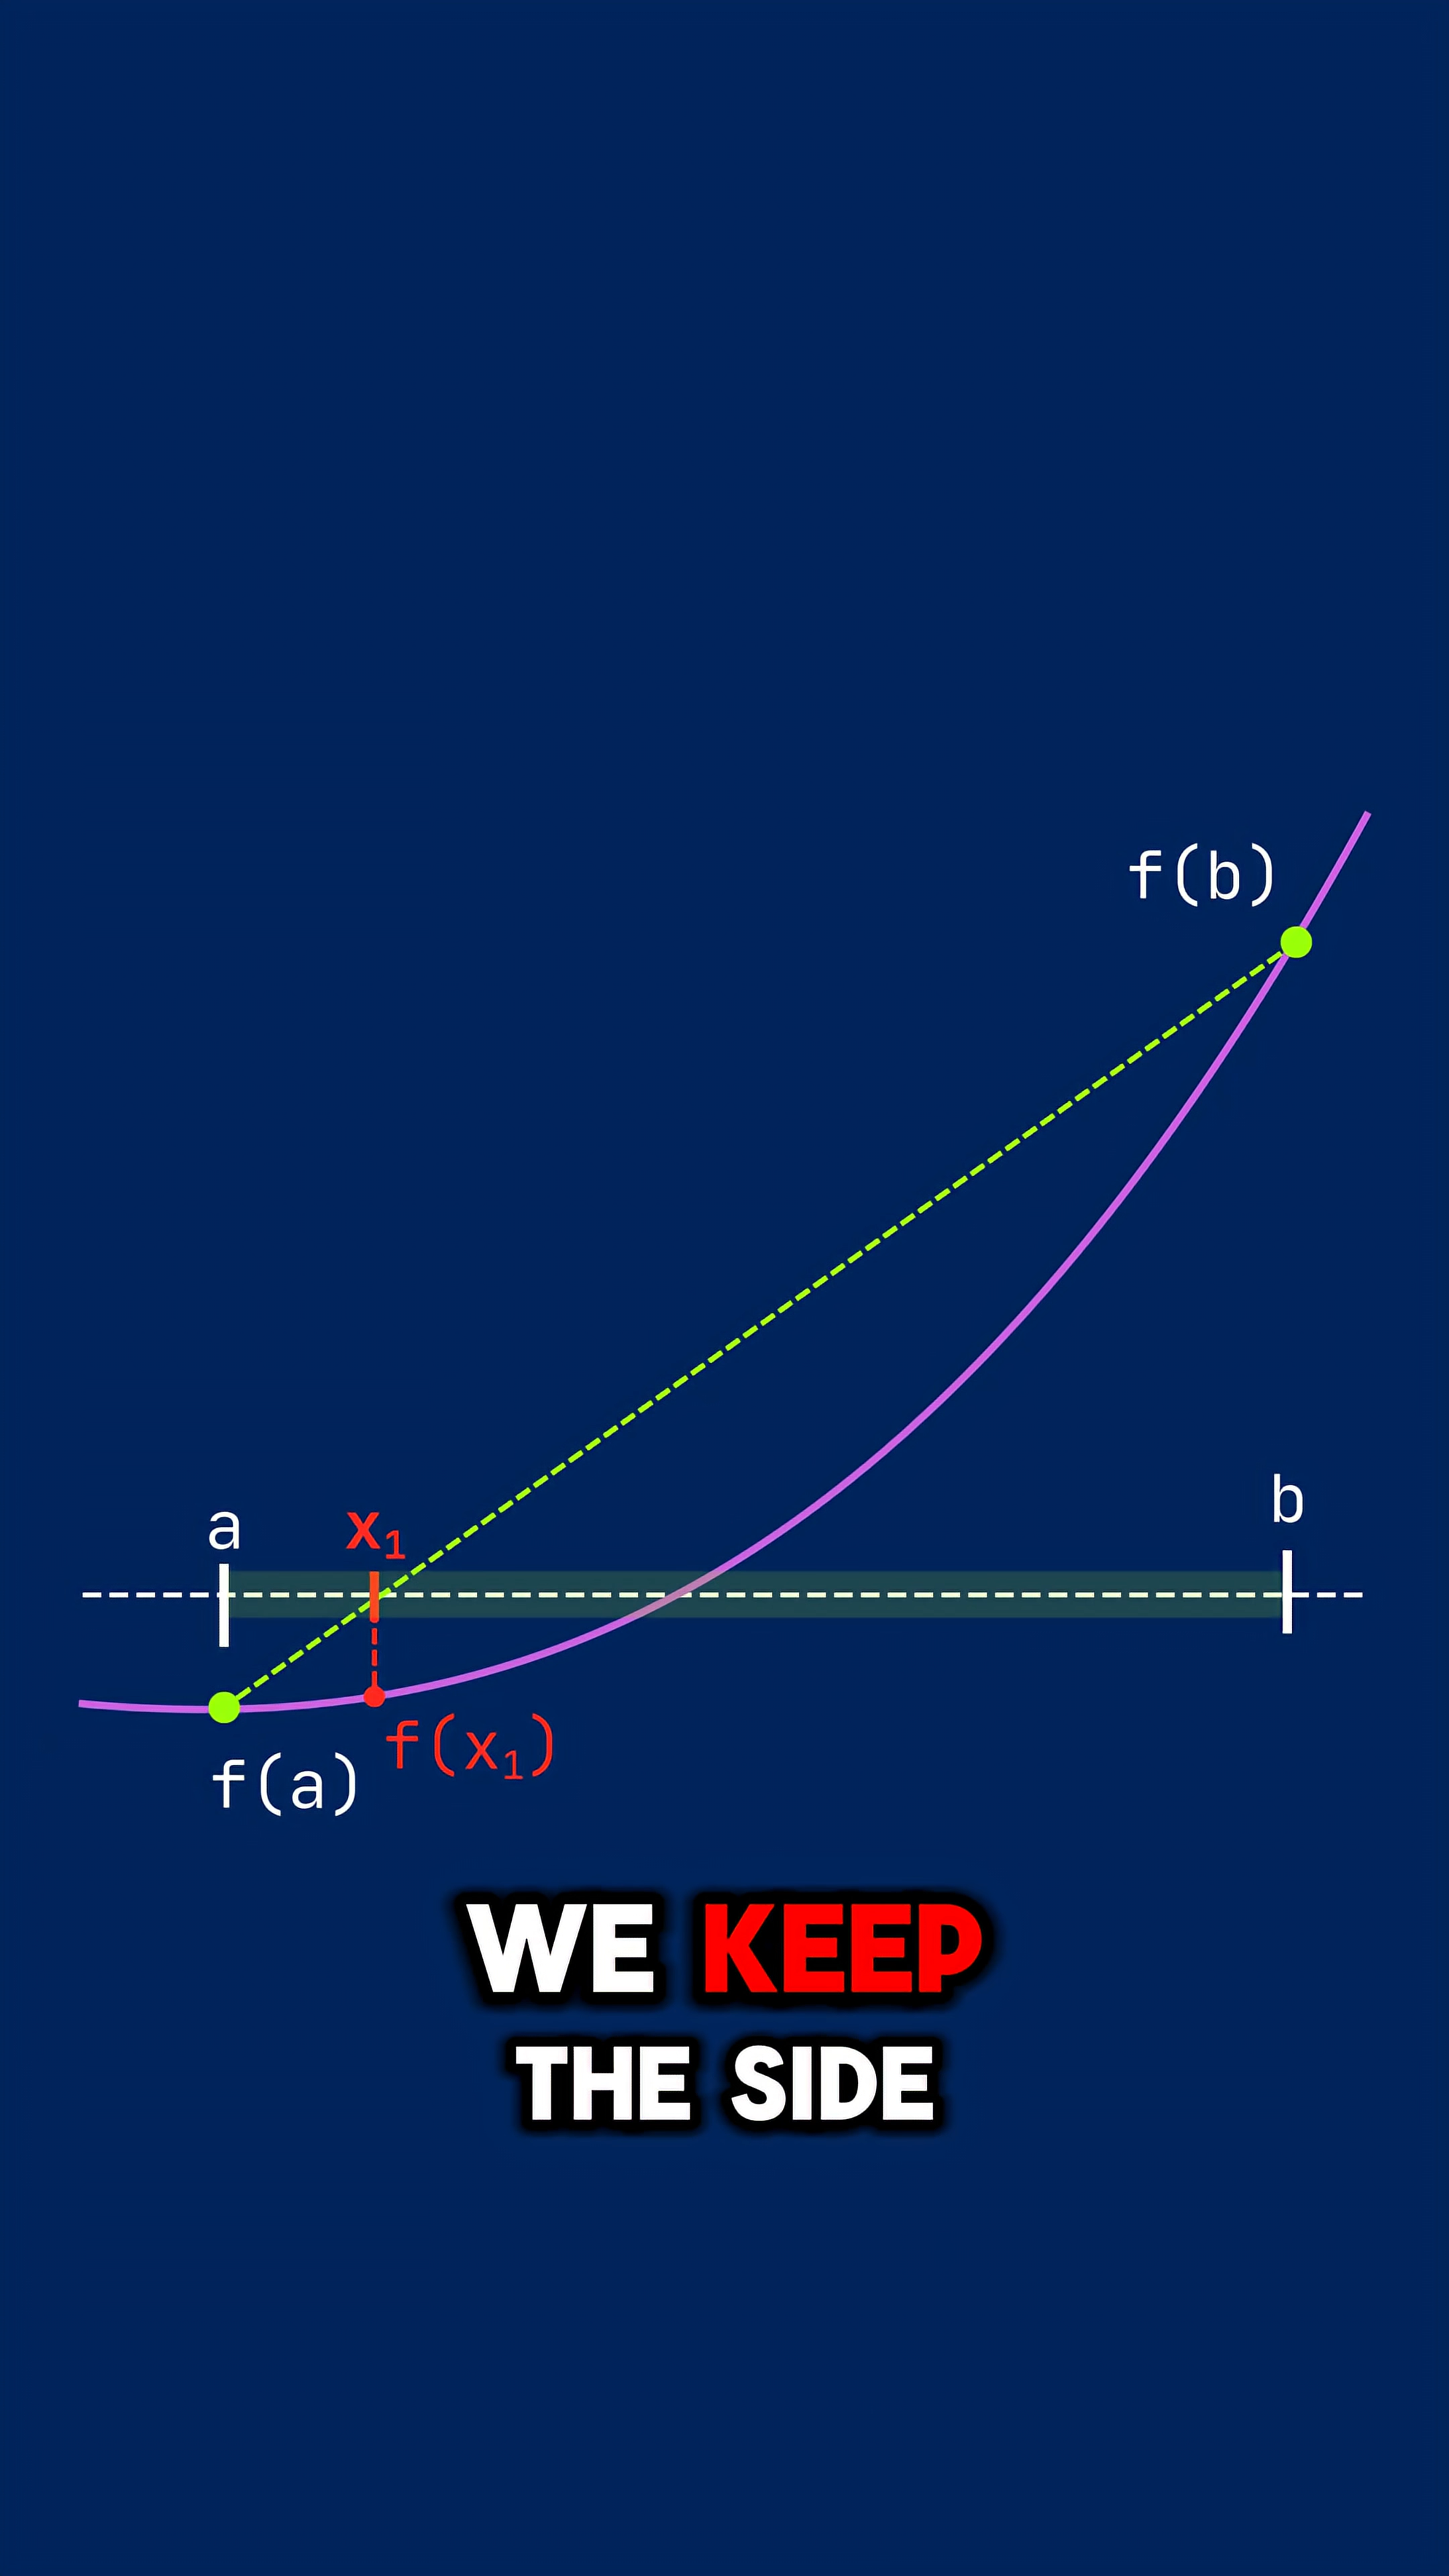 f(b)
b
a
x₁
f(x₁)
f(a)
WE KEEP
THE SIDE